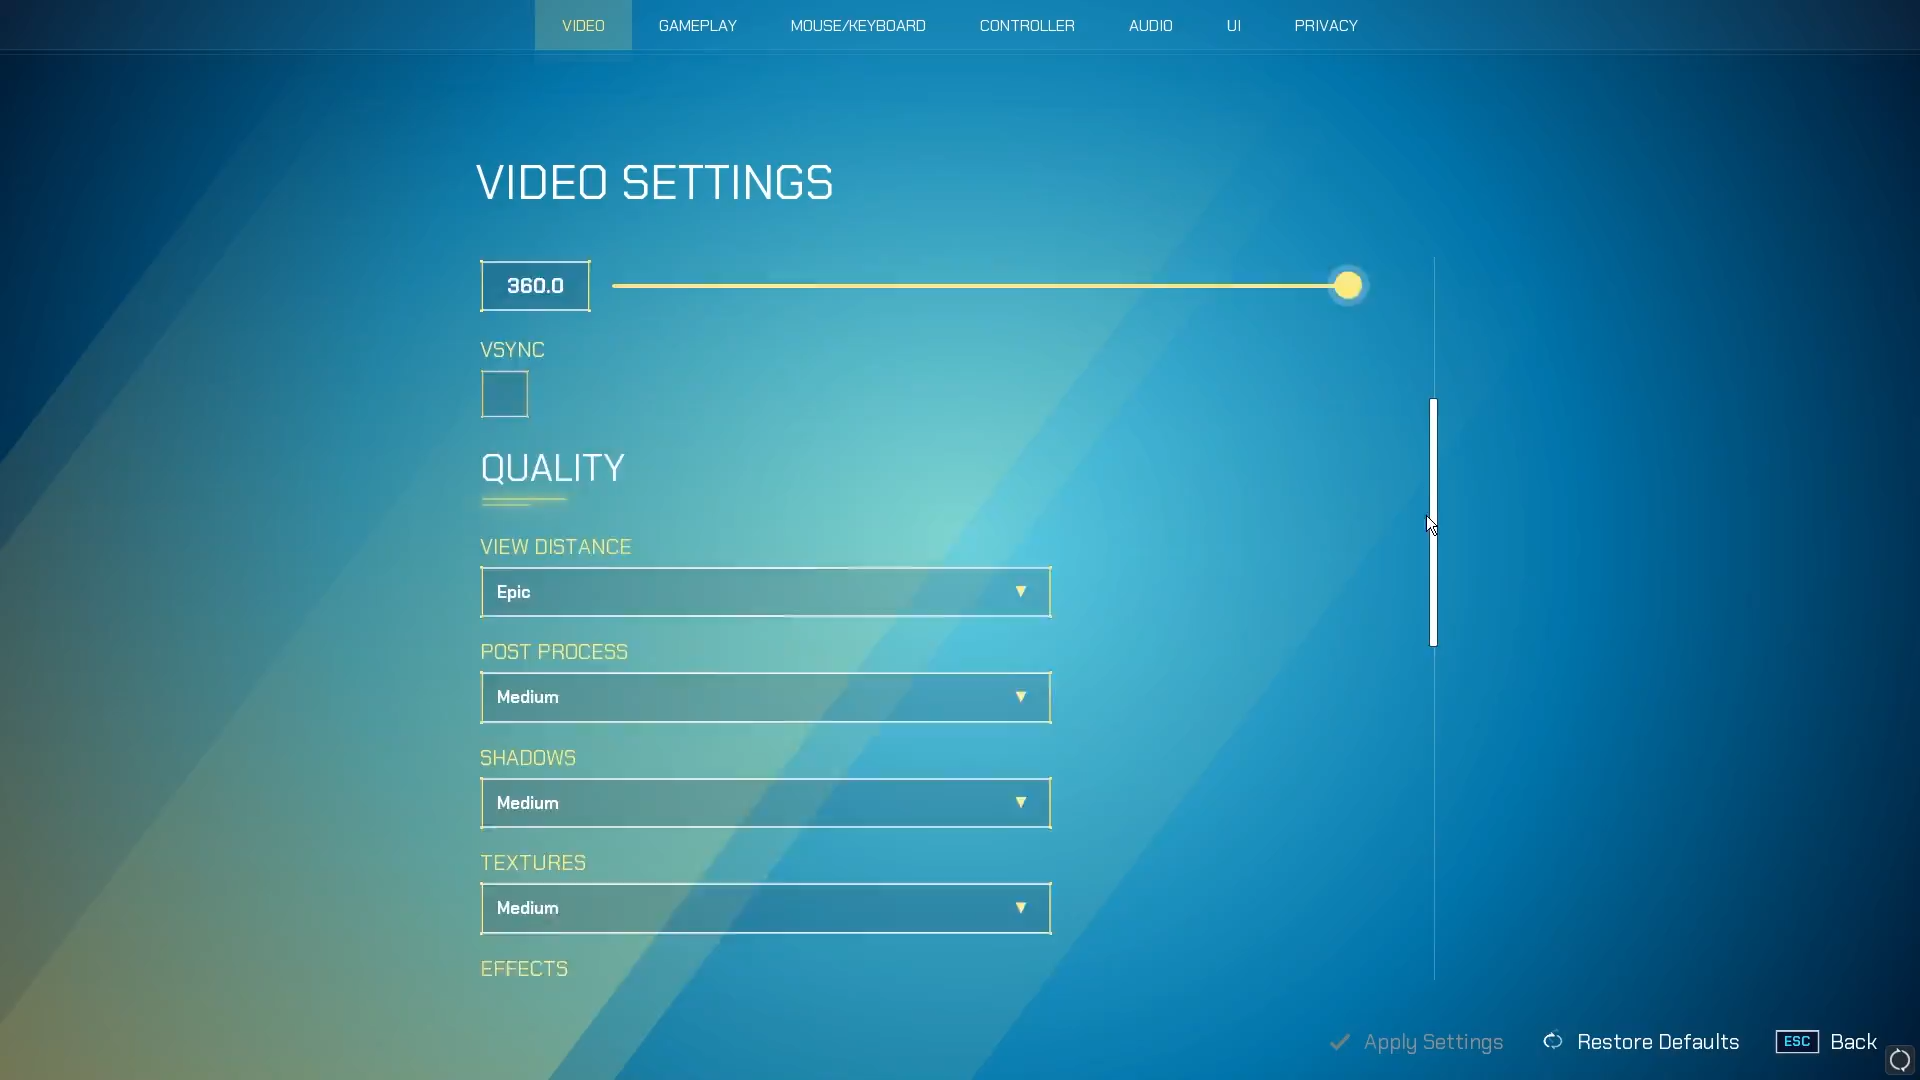 VIDEO GAMEPLAY MOUSE/KEYBOARD CONTROLLER AUDIO UI PRIVACY
VIDEO SETTINGS
360.0
VSYNC
QUALITY
VIEW DISTANCE
Epic
POST PROCESS
Medium
SHADOWS
Medium
TEXTURES
Medium
EFFECTS
Apply Settings Restore Defaults ESC Back